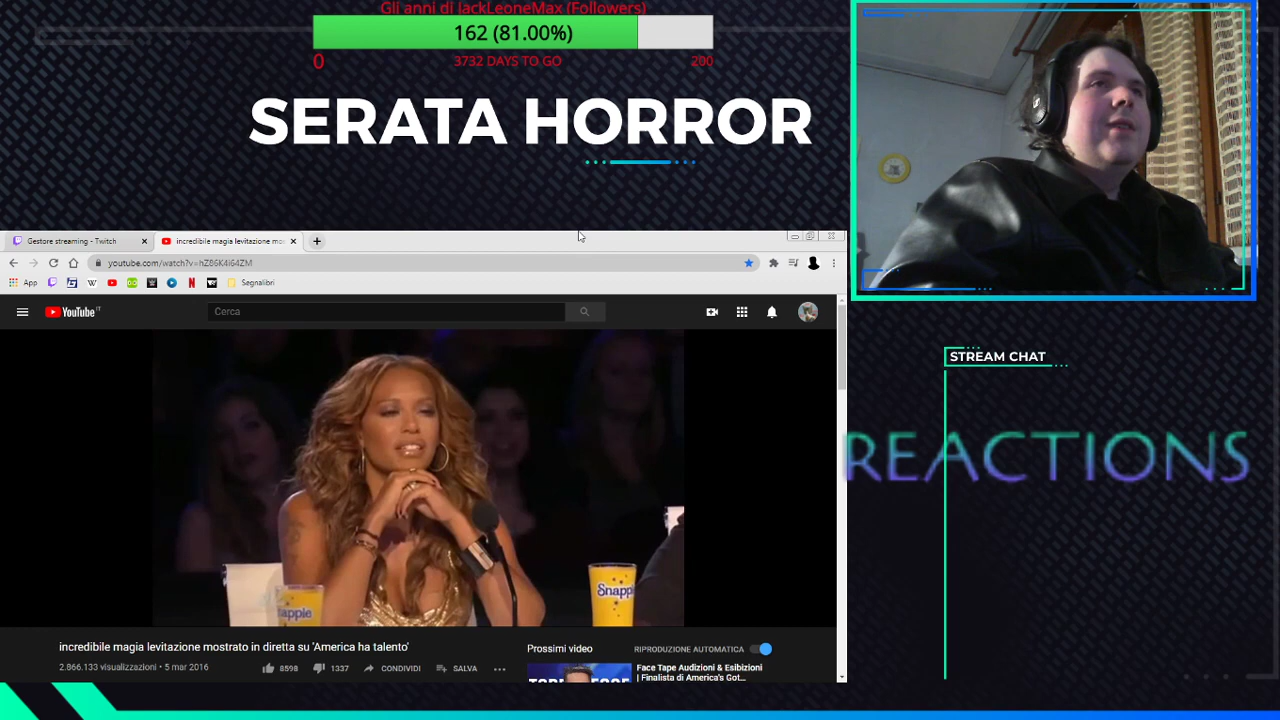 Gli anni di JackLeoneMax (Followers)
162 (81.00%)
0
3732 DAYS TO GO
200
SERATA HORROR
Gestore streaming - Twitch
incredibile magia levitazione mo
youtube.com/watch?v=hZ86K4i64ZM
App
Segnalibri
YouTube IT
Cerca
STREAM CHAT
REACTIONS
Snapple
incredibile magia levitazione mostrato in diretta su 'America ha talento'
2.866.133 visualizzazioni • 5 mar 2016
8598
1337
CONDIVIDI
SALVA
Prossimi video
RIPRODUZIONE AUTOMATICA
Face Tape Audizioni & Esibizioni
| Finalista di America's Got...